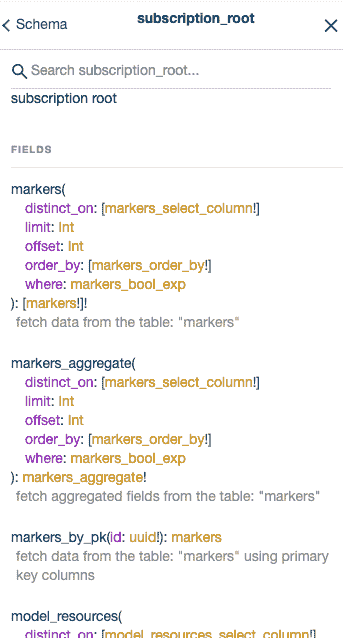 Schema
subscription_root
Search subscription_root...
subscription root
FIELDS
markers(
distinct_on: [markers_select_column!]
limit: Int
offset: Int
order_by: [markers_order_by!]
where: markers_bool_exp
): [markers!]!
fetch data from the table: "markers"
markers_aggregate(
distinct_on: [markers_select_column!]
limit: Int
offset: Int
order_by: [markers_order_by!]
where: markers_bool_exp
): markers_aggregate!
fetch aggregated fields from the table: "markers"
markers_by_pk(id: uuid!): markers
fetch data from the table: "markers" using primary
key columns
model_resources(
distinct_on: [model_resources_select_column!]